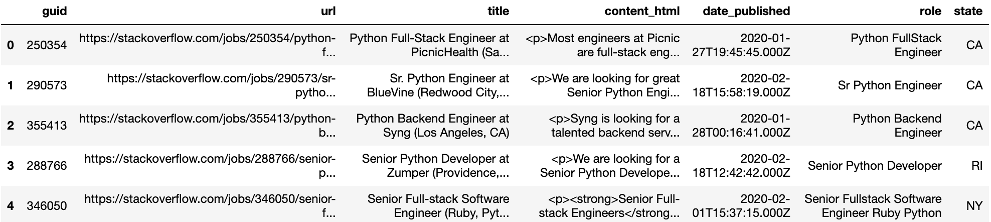 guid url title content_html date_published role state
0 250354 https://stackoverflow.com/jobs/250354/python-f... Python Full-Stack Engineer at PicnicHealth (Sa... <p>Most engineers at Picnic are full-stack eng... 2020-01-27T19:45:45.000Z Python FullStack Engineer CA
1 290573 https://stackoverflow.com/jobs/290573/sr-pytho... Sr. Python Engineer at BlueVine (Redwood City,... <p>We are looking for great Senior Python Engi... 2020-02-18T15:58:19.000Z Sr Python Engineer CA
2 355413 https://stackoverflow.com/jobs/355413/python-b... Python Backend Engineer at Syng (Los Angeles, CA) <p>Syng is looking for a talented backend serv... 2020-01-28T00:16:41.000Z Python Backend Engineer CA
3 288766 https://stackoverflow.com/jobs/288766/senior-p... Senior Python Developer at Zumper (Providence,... <p>We are looking for a Senior Python Develope... 2020-02-18T12:42:42.000Z Senior Python Developer RI
4 346050 https://stackoverflow.com/jobs/346050/senior-f... Senior Full-stack Software Engineer (Ruby, Pyt... <p><strong>Senior Full-stack Engineers</strong... 2020-02-01T15:37:15.000Z Senior FullStack Software Engineer Ruby Python NY